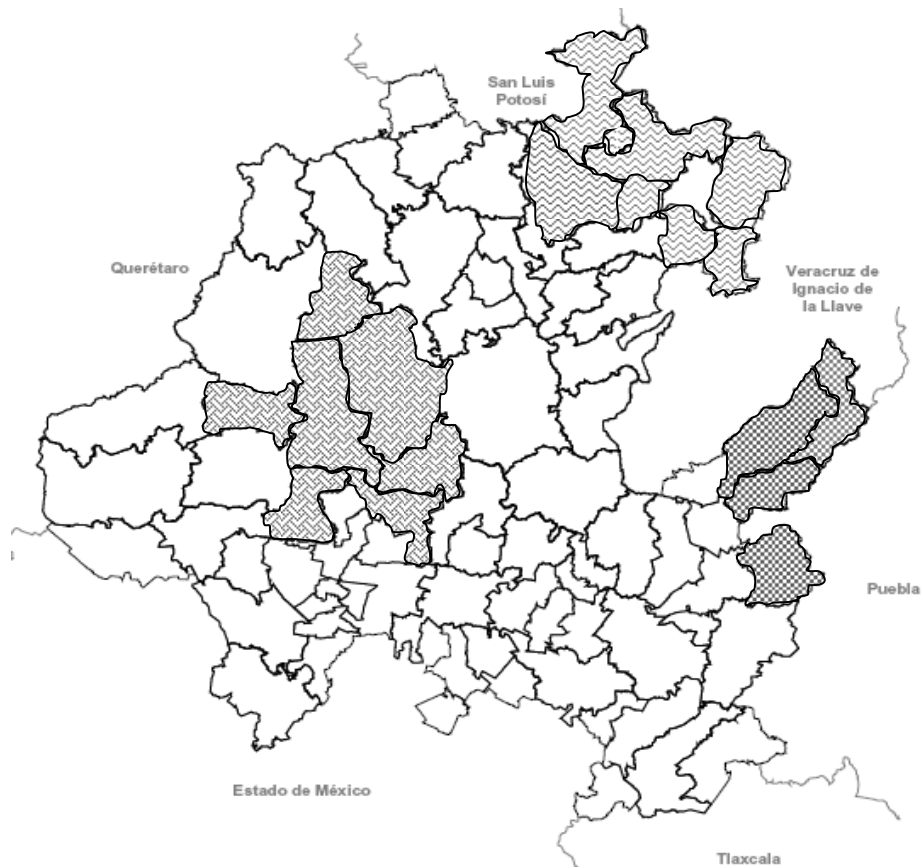 San Luis
Potosí
Querétaro
Veracruz de
Ignacio de
la Llave
Puebla
Estado de México
Tlaxcala